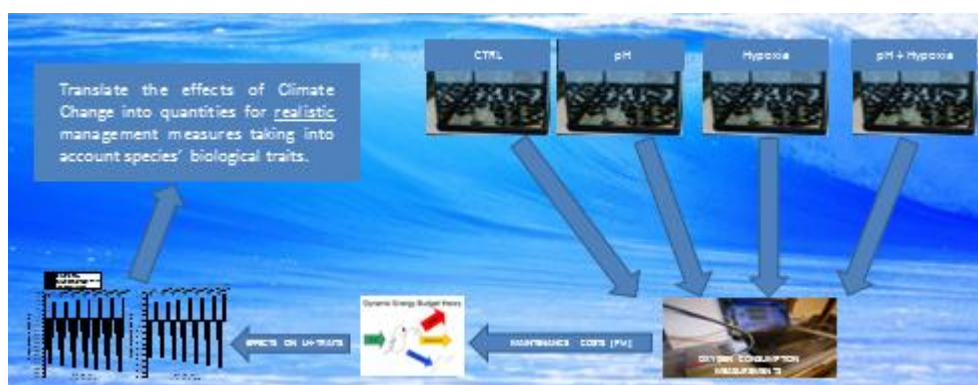 CTRL
pH
Hypoxia
pH + Hypoxia
Translate the effects of Climate
Change into quantities for realistic
management measures taking into
account species' biological traits.
Dynamic Energy Budget theory
EFFECTS ON LH-TRAITS
MAINTENANCE COSTS [PM]
OXYGEN CONSUMPTION
MEASUREMENTS